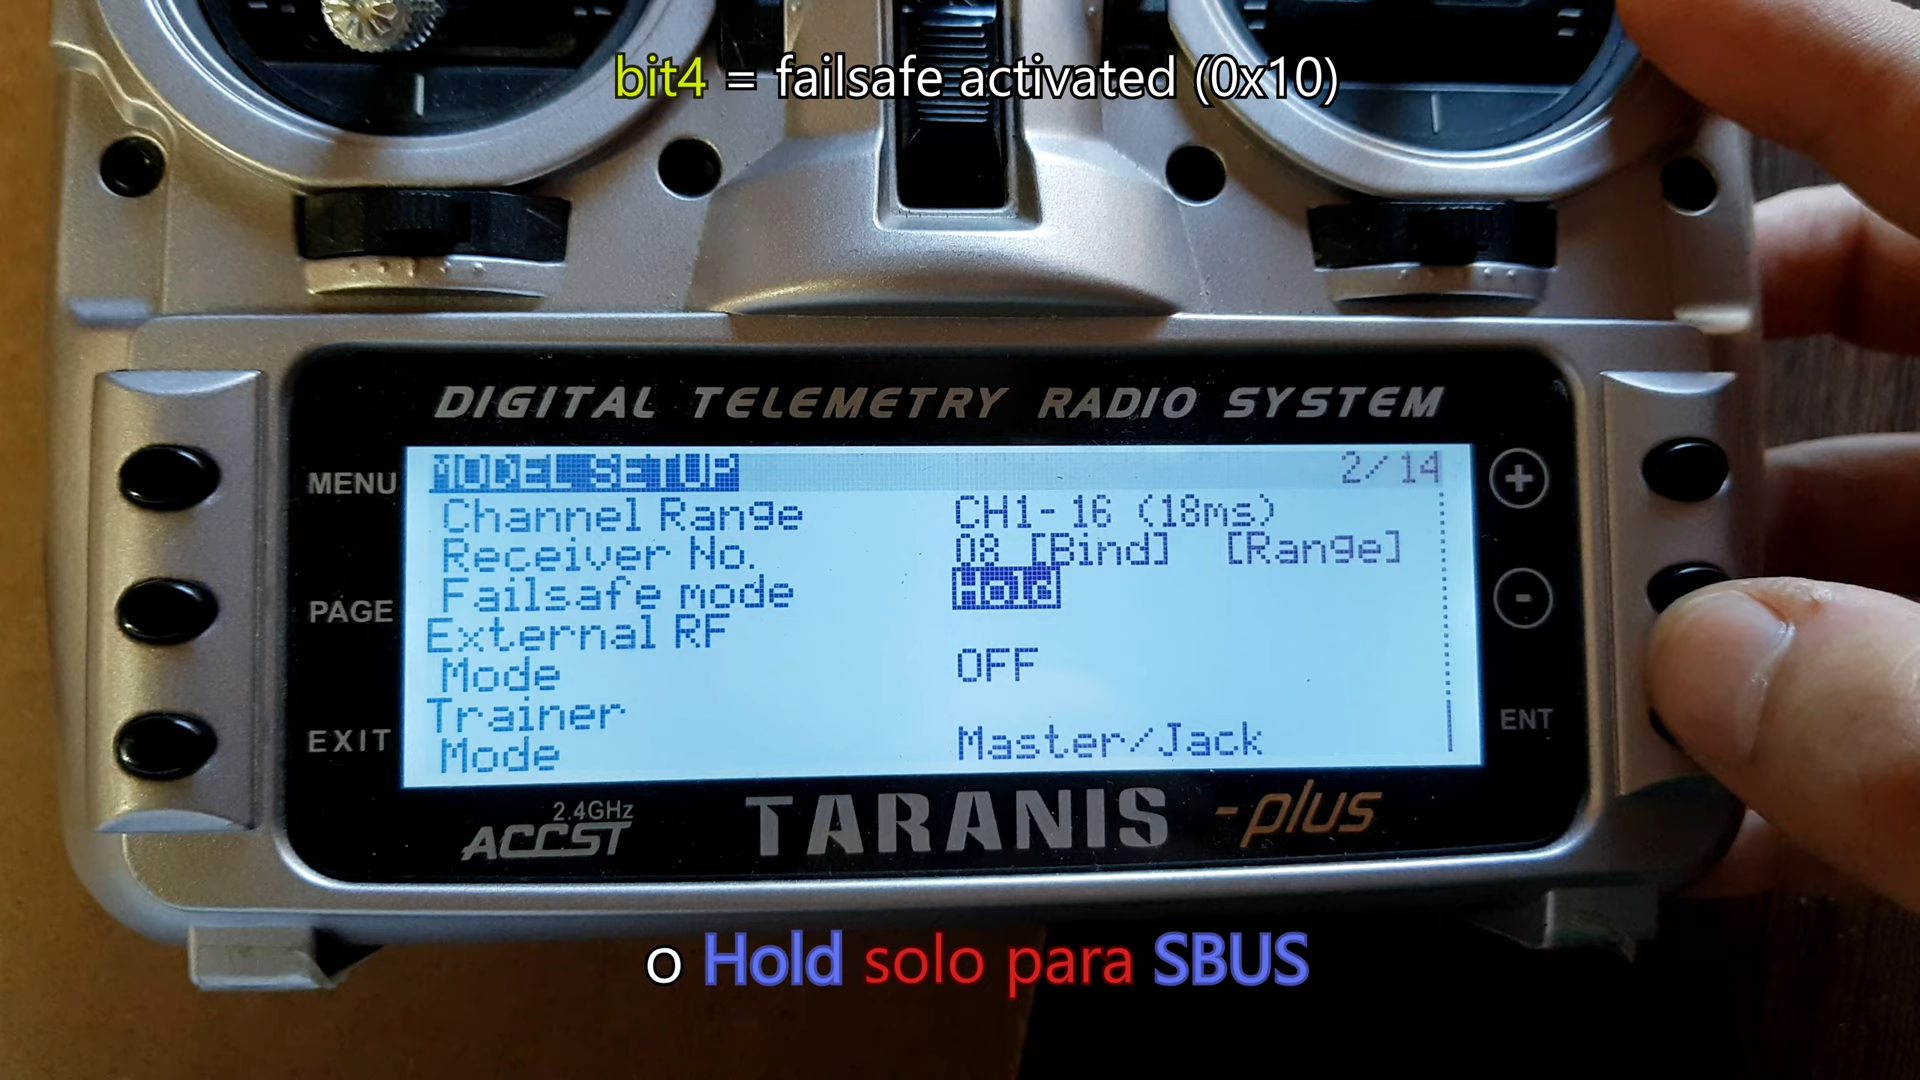 bit4 = failsafe activated (0x10)
DIGITAL TELEMETRY RADIO SYSTEM
MENU
PAGE
EXIT
MODEL SETUP 2/14
Channel Range CH1-16 (18ms)
Receiver No. 08 [Bind] [Range]
Failsafe mode Hold
External RF
Mode OFF
Trainer
Mode Master/Jack
+
-
ENT
2.4GHz
ACCST
TARANIS -plus
o Hold solo para SBUS